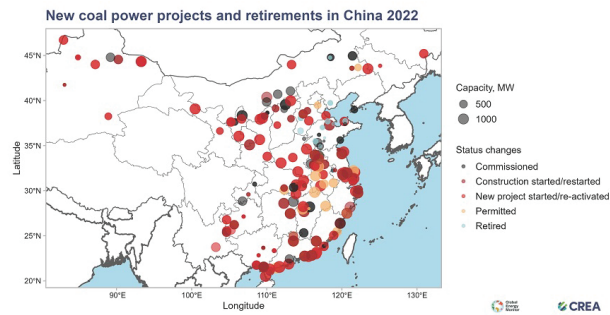 New coal power projects and retirements in China 2022
45°N
40°N
35°N
30°N
25°N
20°N
Latitude
90°E
100°E
110°E
120°E
130°E
Longitude
Capacity, MW
500
1000
Status changes
Commissioned
Construction started/restarted
New project started/re-activated
Permitted
Retired
Global
Energy
Monitor
CREA